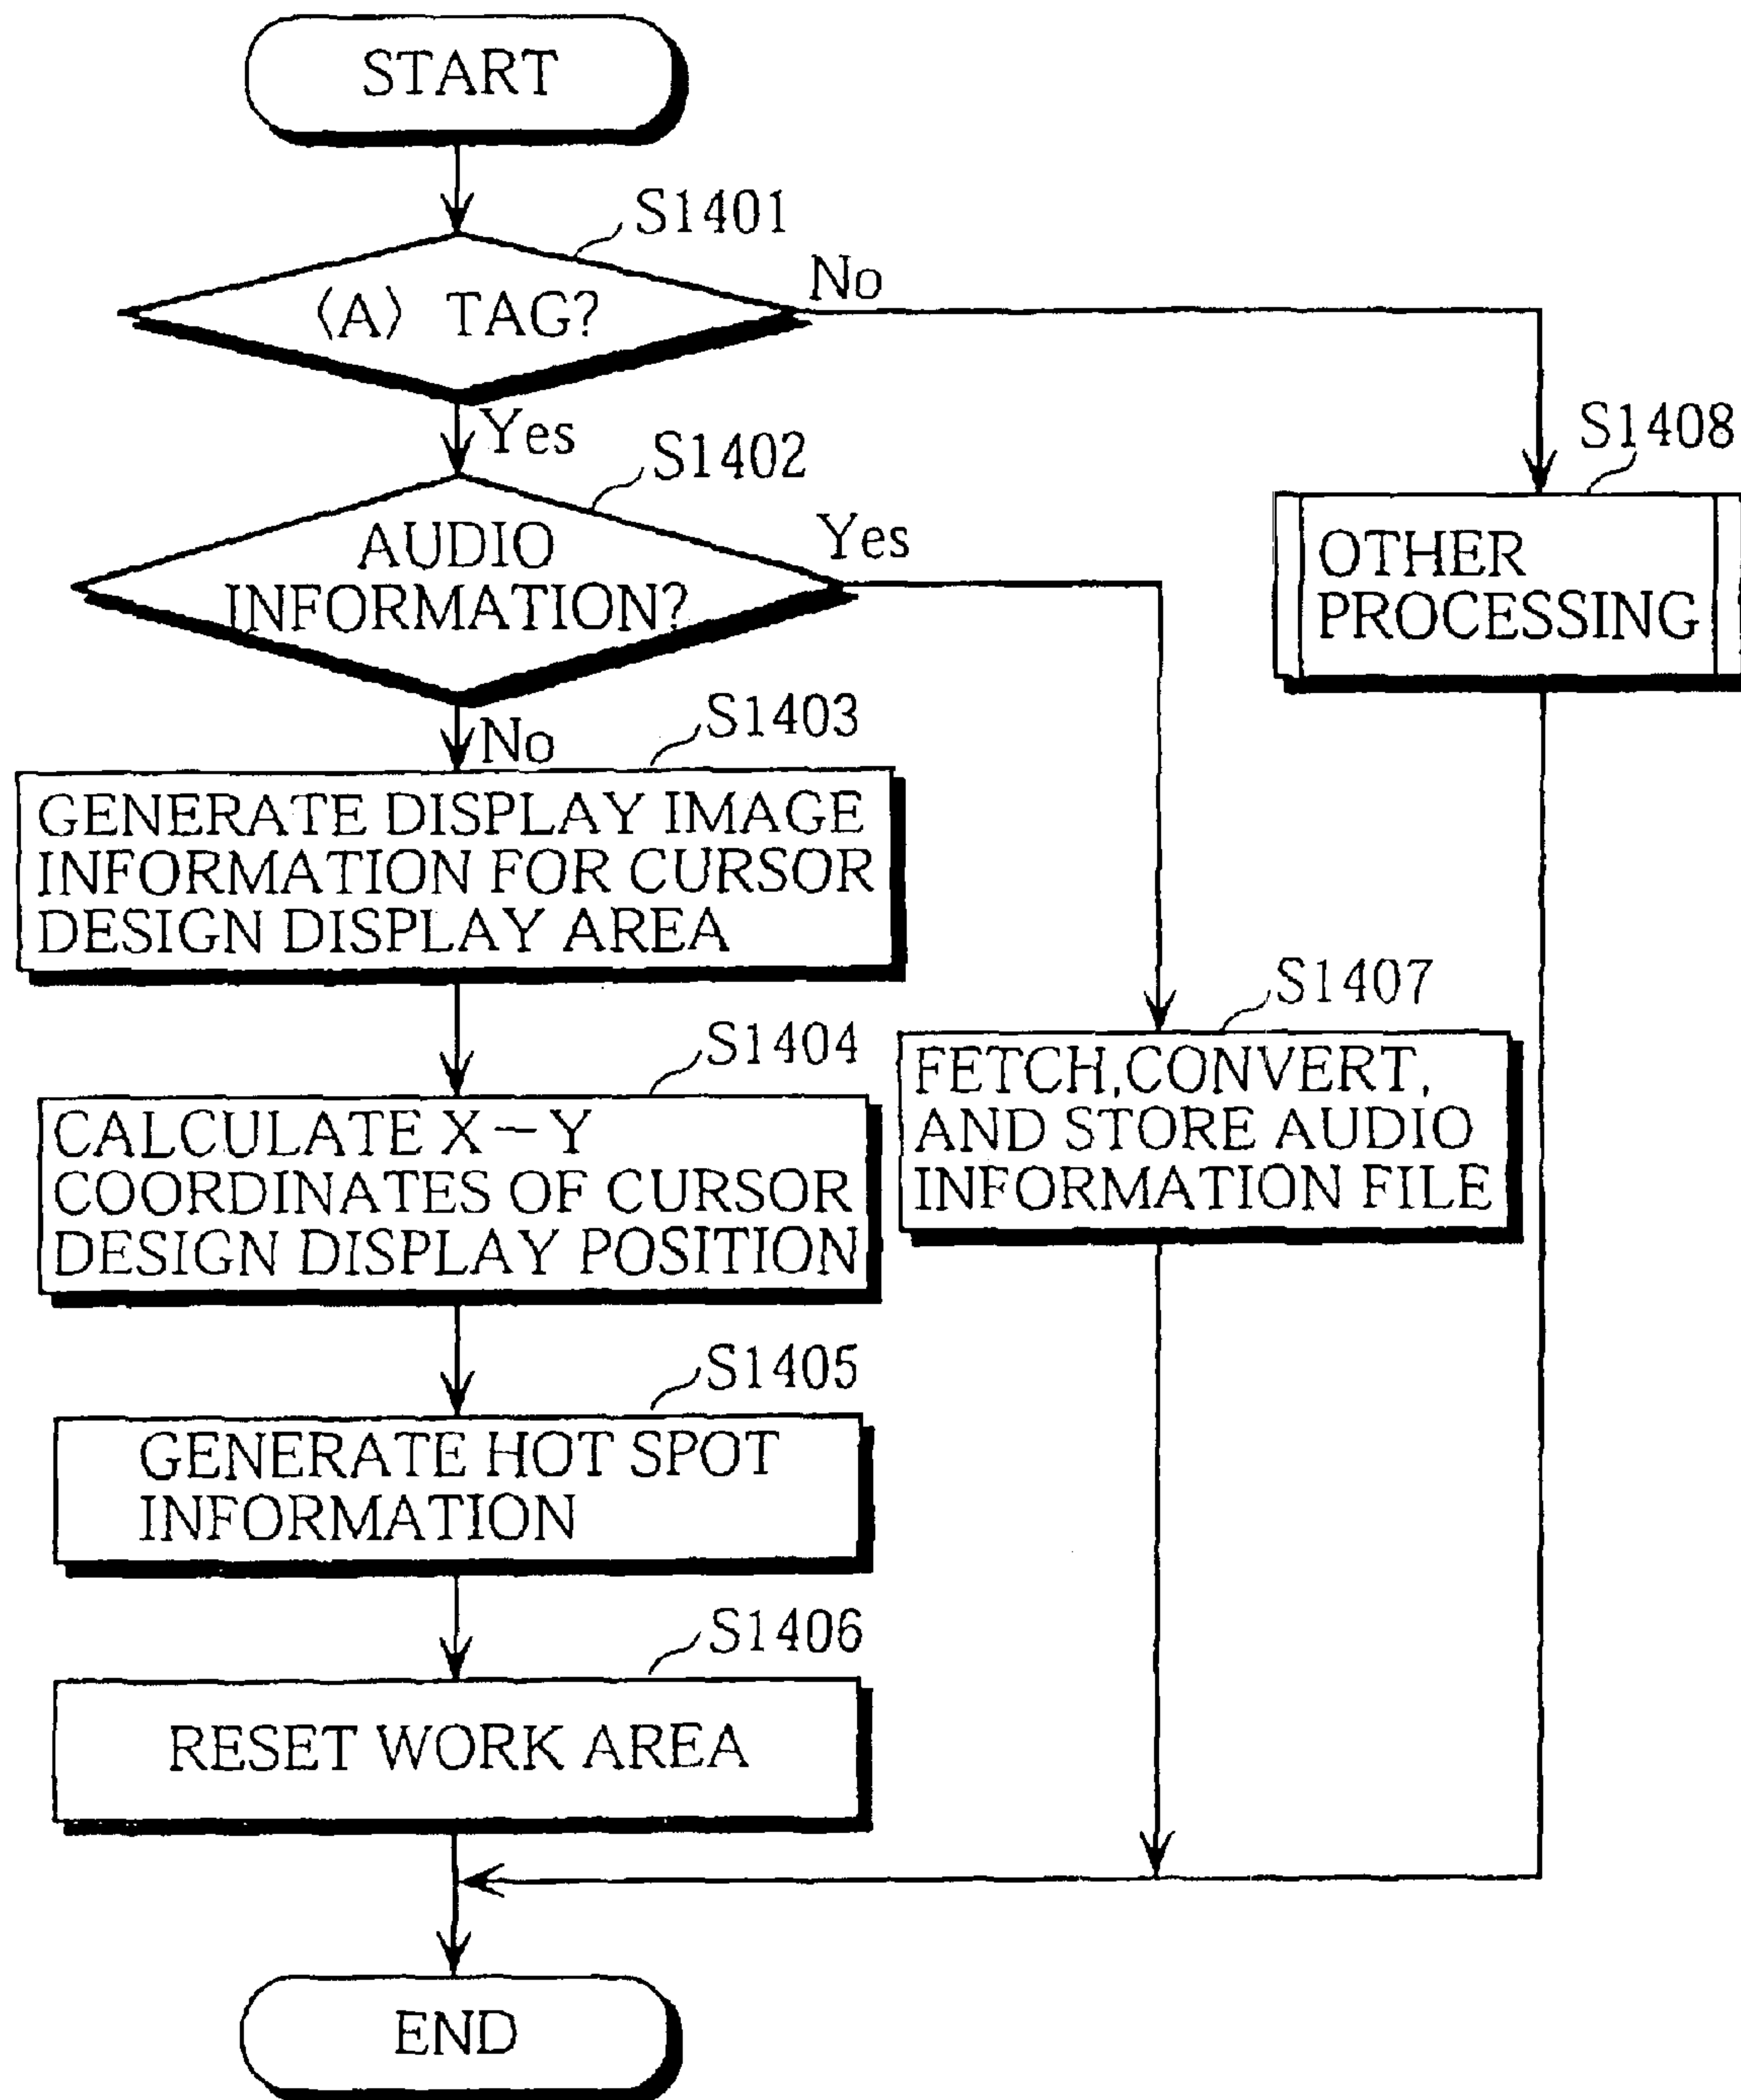 START
S1401
⟨A⟩ TAG?
No
Yes
S1402
AUDIO
INFORMATION?
Yes
S1408
OTHER
PROCESSING
No
S1403
GENERATE DISPLAY IMAGE
INFORMATION FOR CURSOR
DESIGN DISPLAY AREA
S1407
FETCH,CONVERT,
AND STORE AUDIO
INFORMATION FILE
S1404
CALCULATE X-Y
COORDINATES OF CURSOR
DESIGN DISPLAY POSITION
S1405
GENERATE HOT SPOT
INFORMATION
S1406
RESET WORK AREA
END